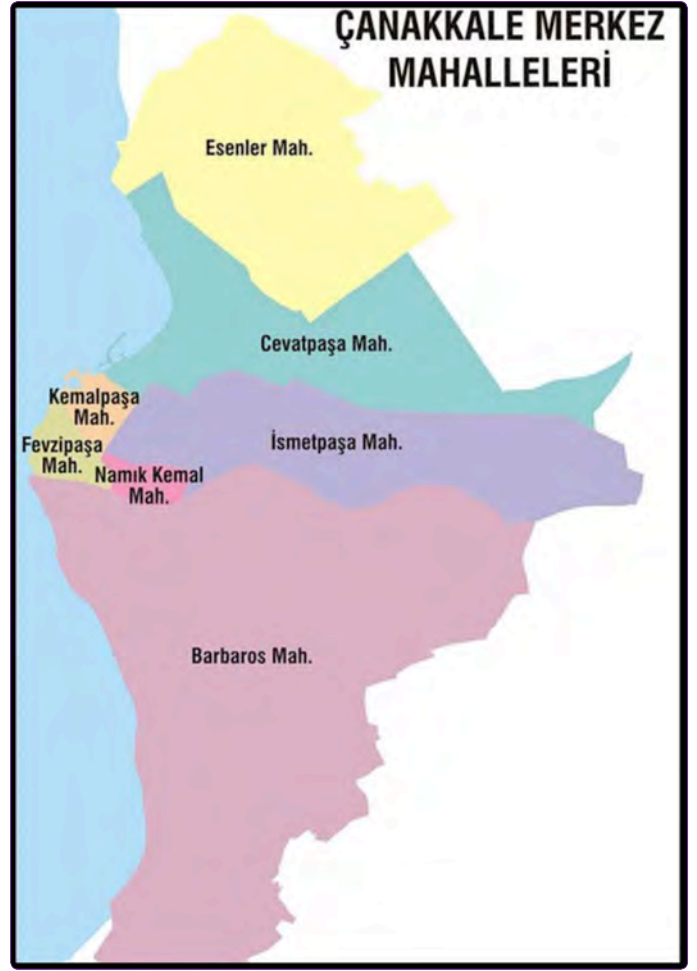 ÇANAKKALE MERKEZ
MAHALLELERİ
Esenler Mah.
Cevatpaşa Mah.
Kemalpaşa
Mah.
İsmetpaşa Mah.
Fevzipaşa
Mah.
Namık Kemal
Mah.
Barbaros Mah.